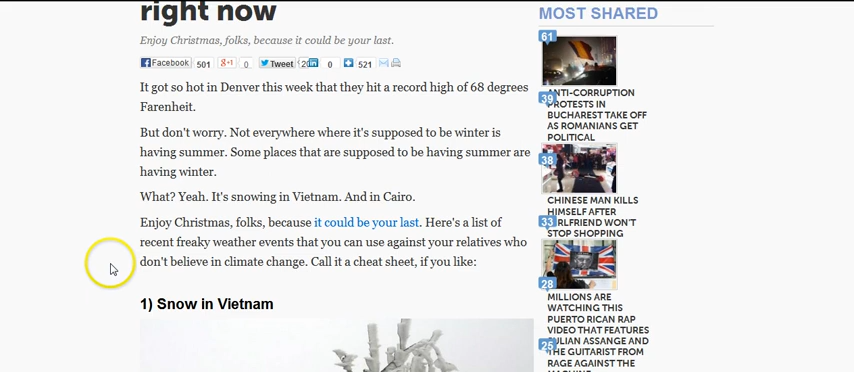 right now
Enjoy Christmas, folks, because it could be your last.
Facebook 501 +1 0 Tweet 0 521
It got so hot in Denver this week that they hit a record high of 68 degrees
Farenheit.
But don't worry. Not everywhere where it's supposed to be winter is
having summer. Some places that are supposed to be having summer are
having winter.
What? Yeah. It's snowing in Vietnam. And in Cairo.
Enjoy Christmas, folks, because it could be your last. Here's a list of
recent freaky weather events that you can use against your relatives who
don't believe in climate change. Call it a cheat sheet, if you like:
1) Snow in Vietnam
MOST SHARED
61
ANTI-CORRUPTION
39
PROTESTS IN
BUCHAREST TAKE OFF
AS ROMANIANS GET
POLITICAL
38
CHINESE MAN KILLS
HIMSELF AFTER
33
WON'T
STOP SHOPPING
28
MILLIONS ARE
WATCHING THIS
PUERTO RICAN RAP
VIDEO THAT FEATURES
25
ASSANGE AND
THE GUITARIST FROM
RAGE AGAINST THE